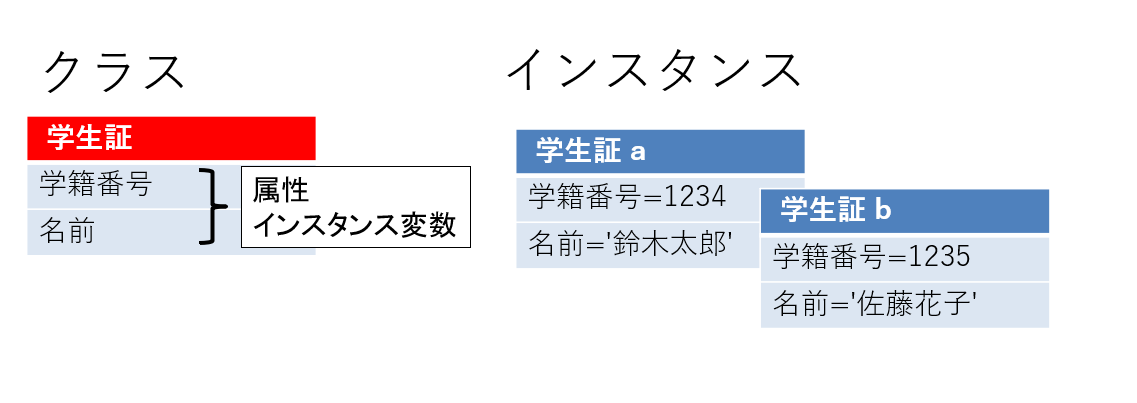 クラス
学生証
学籍番号
名前
属性
インスタンス変数
インスタンス
学生証 a
学籍番号=1234
名前='鈴木太郎'
学生証 b
学籍番号=1235
名前='佐藤花子'